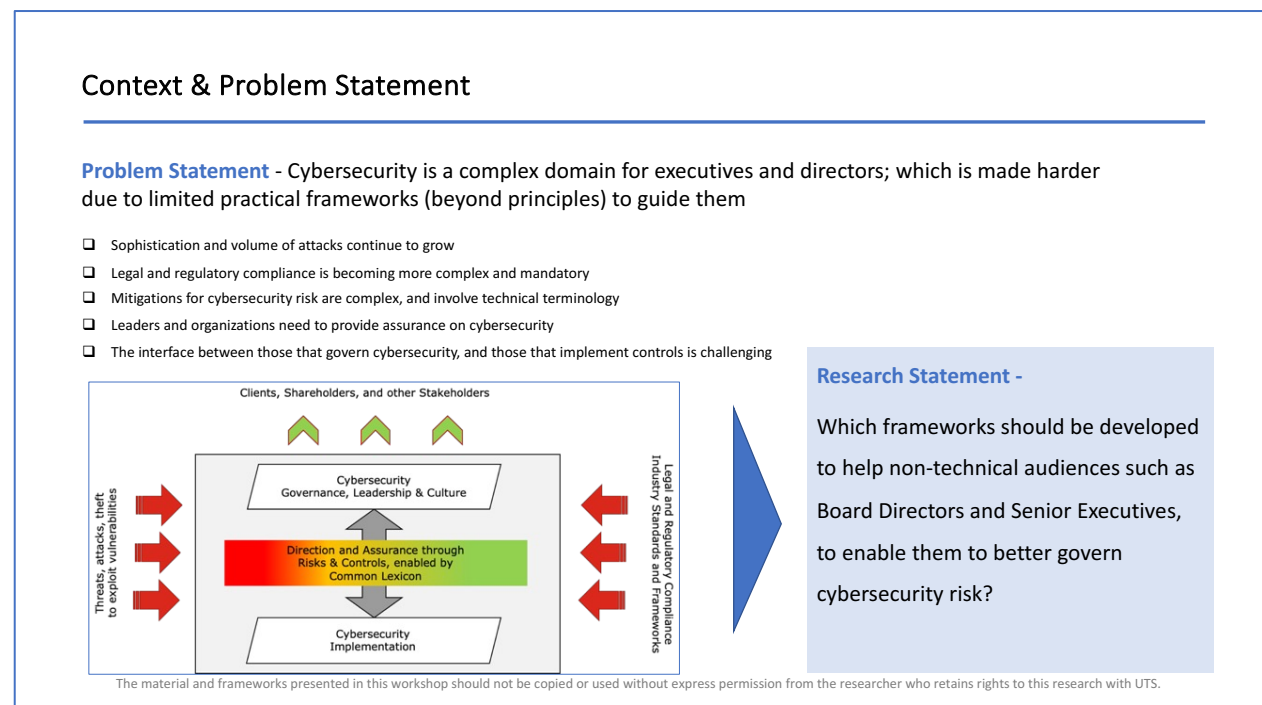 Context & Problem Statement
Problem Statement - Cybersecurity is a complex domain for executives and directors; which is made harder
due to limited practical frameworks (beyond principles) to guide them
Sophistication and volume of attacks continue to grow
Legal and regulatory compliance is becoming more complex and mandatory
Mitigations for cybersecurity risk are complex, and involve technical terminology
Leaders and organizations need to provide assurance on cybersecurity
The interface between those that govern cybersecurity, and those that implement controls is challenging
Clients, Shareholders, and other Stakeholders
Threats, attacks, theft
to exploit vulnerabilities
Cybersecurity
Governance, Leadership & Culture
Direction and Assurance through
Risks & Controls, enabled by
Common Lexicon
Cybersecurity
Implementation
Legal and Regulatory Compliance
Industry Standards and Frameworks
Research Statement -
Which frameworks should be developed
to help non-technical audiences such as
Board Directors and Senior Executives,
to enable them to better govern
cybersecurity risk?
The material and frameworks presented in this workshop should not be copied or used without express permission from the researcher who retains rights to this research with UTS.